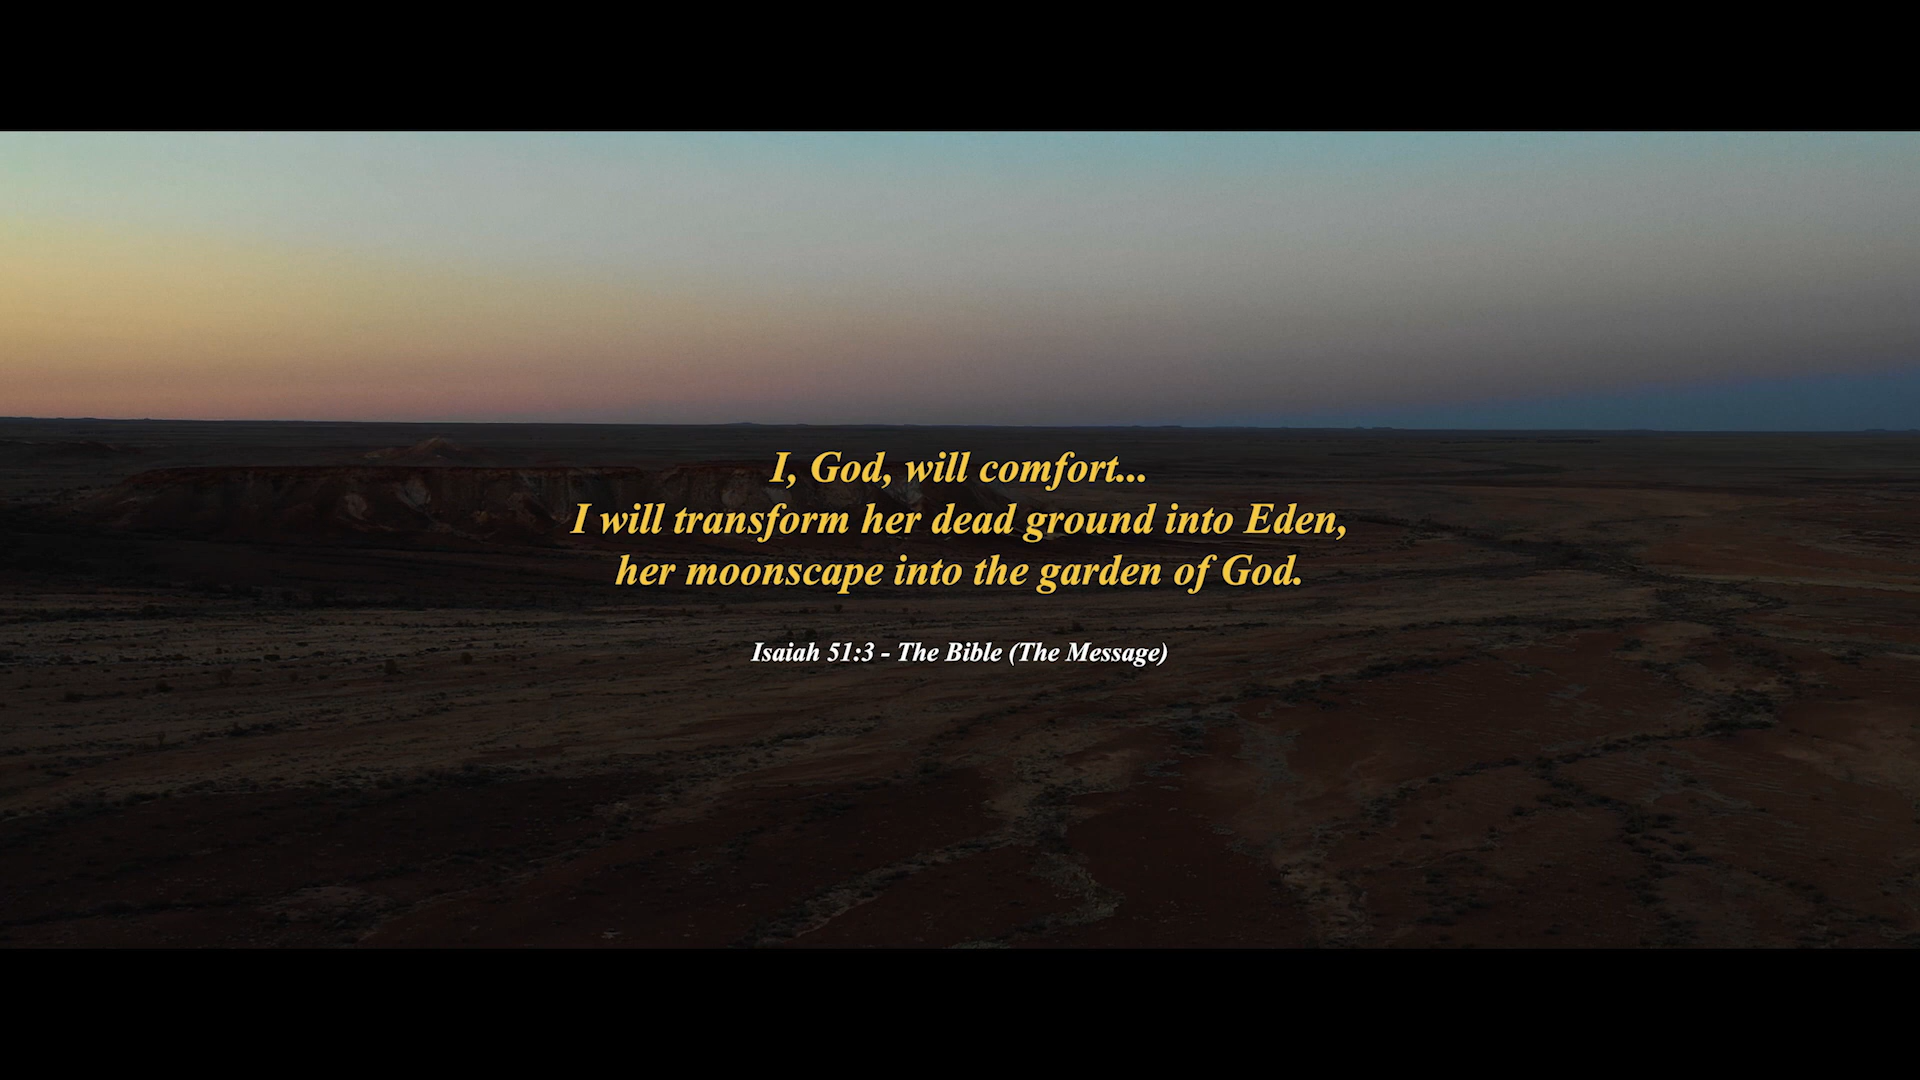 I, God, will comfort...
I will transform her dead ground into Eden,
her moonscape into the garden of God.
Isaiah 51:3 - The Bible (The Message)